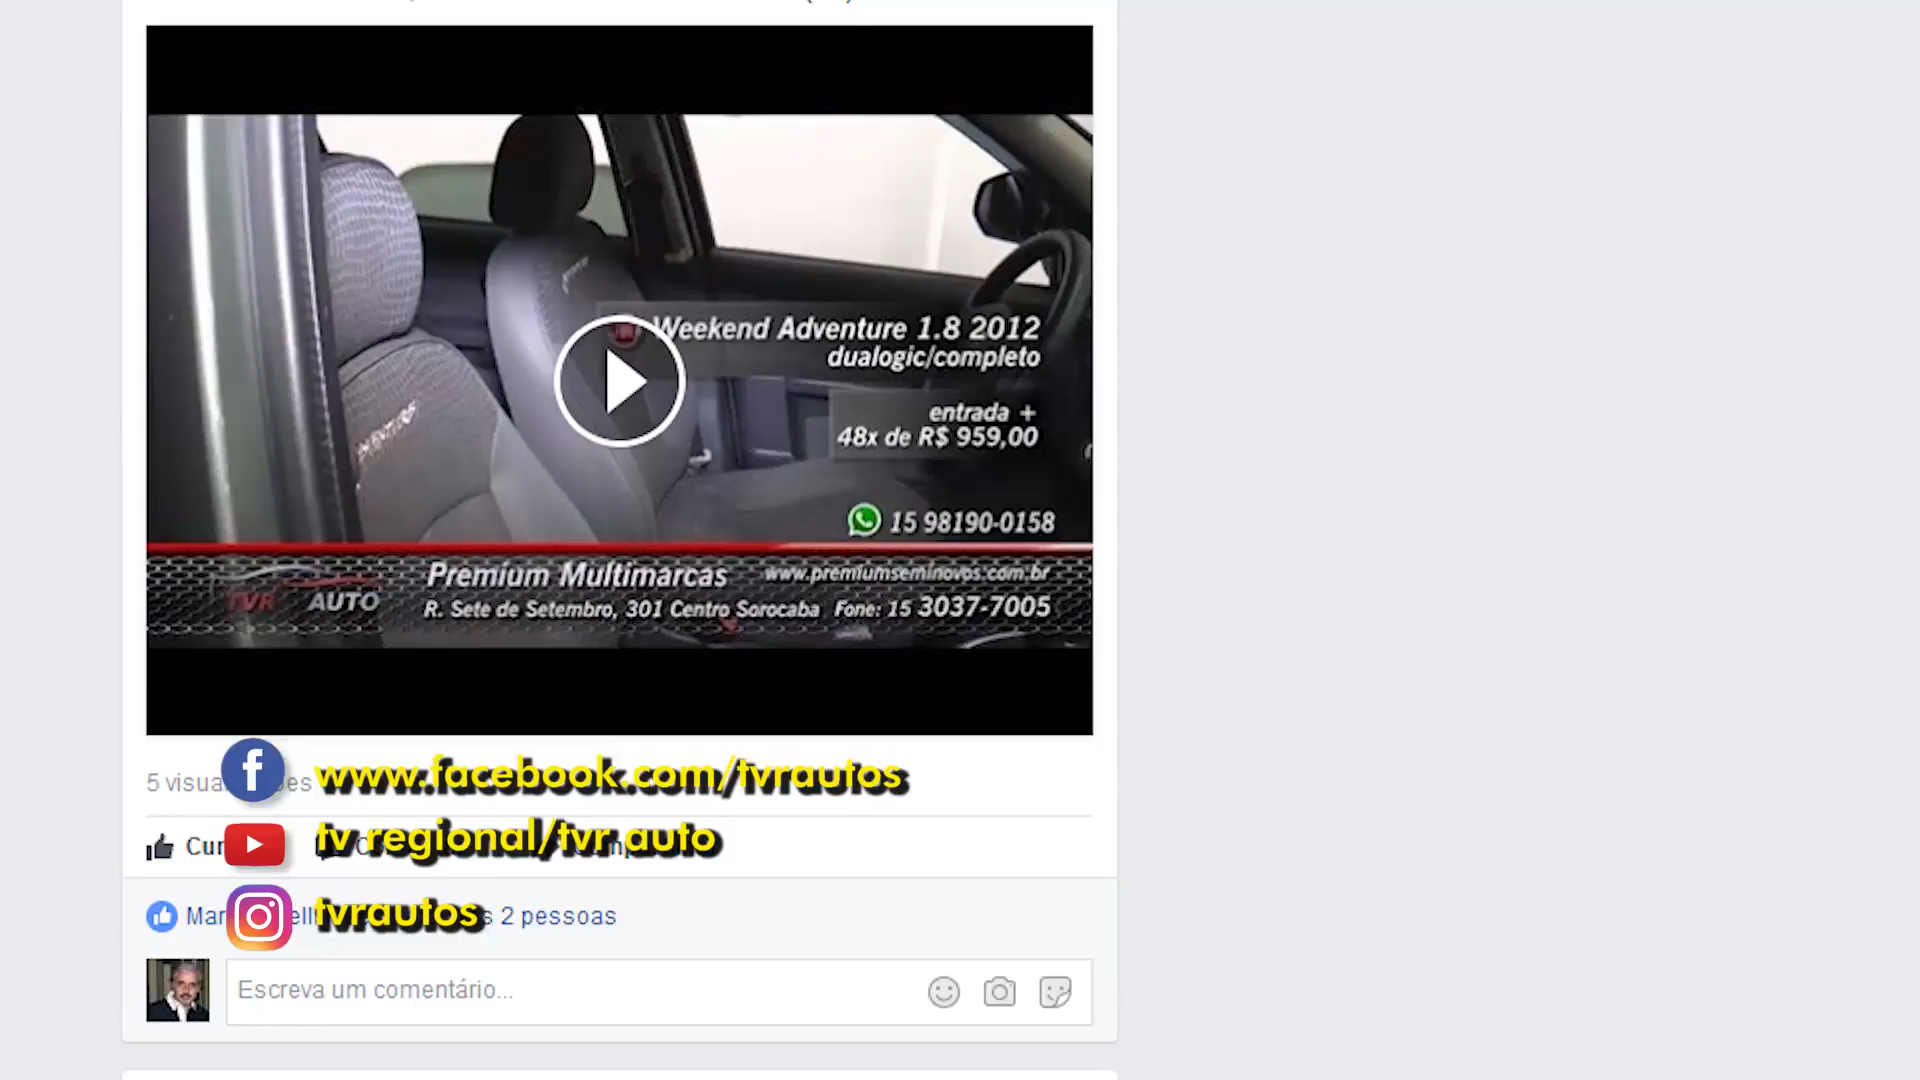 Weekend Adventure 1.8 2012
dualogic/completo
entrada +
48x de R$ 959,00
15 98190-0158
TVR AUTO
Premium Multimarcas www.premiumseminovos.com.br
R. Sete de Setembro, 301 Centro Sorocaba Fone: 15 3037-7005
5
www.facebook.com/tvrautos
tv regional/tvr auto
tvrautos
2 pessoas
Escreva um comentário...